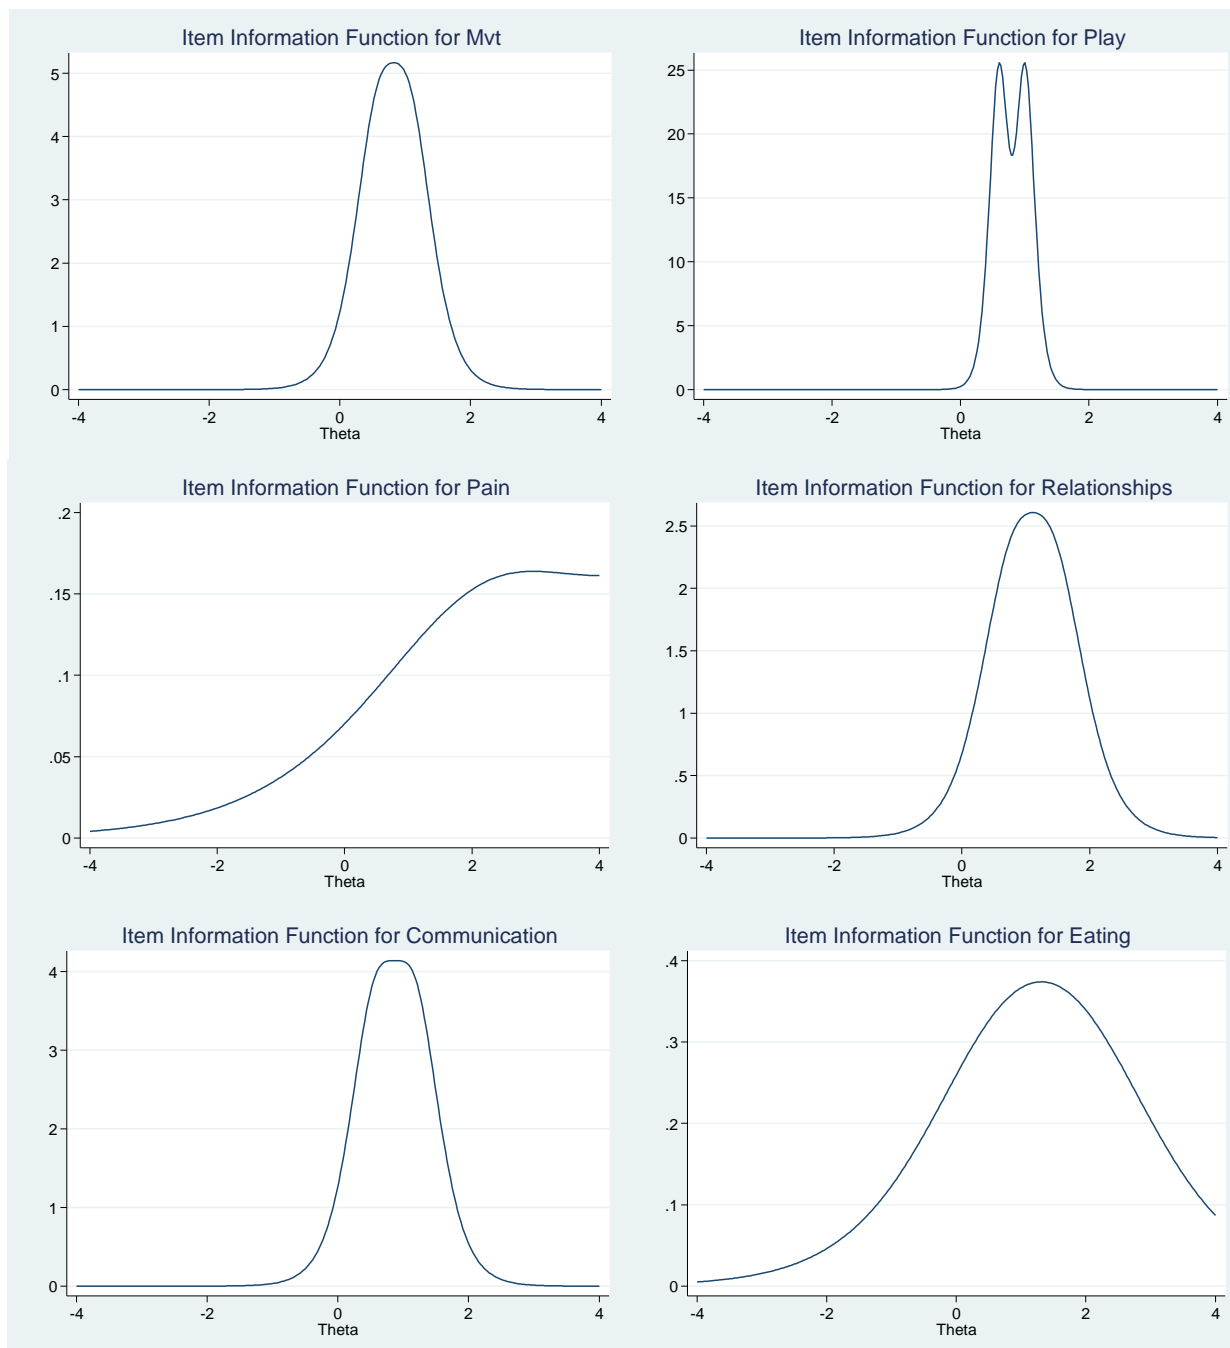 Item Information Function for Mvt
5
4
3
2
1
0
-4 -2 0 2 4
Theta
Item Information Function for Play
25
20
15
10
5
0
-4 -2 0 2 4
Theta
Item Information Function for Pain
.2
.15
.1
.05
0
-4 -2 0 2 4
Theta
Item Information Function for Relationships
2.5
2
1.5
1
.5
0
-4 -2 0 2 4
Theta
Item Information Function for Communication
4
3
2
1
0
-4 -2 0 2 4
Theta
Item Information Function for Eating
.4
.3
.2
.1
0
-4 -2 0 2 4
Theta